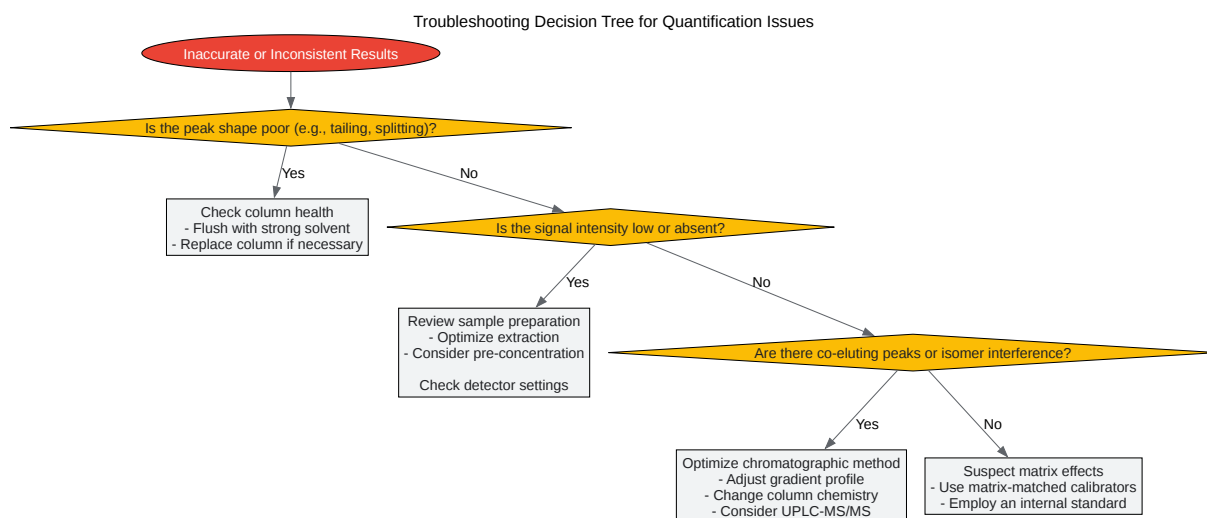 Troubleshooting Decision Tree for Quantification Issues
Inaccurate or Inconsistent Results
Is the peak shape poor (e.g., tailing, splitting)?
Yes
No
Check column health
- Flush with strong solvent
- Replace column if necessary
Is the signal intensity low or absent?
Yes
No
Review sample preparation
- Optimize extraction
- Consider pre-concentration
Check detector settings
Are there co-eluting peaks or isomer interference?
Yes
No
Optimize chromatographic method
- Adjust gradient profile
- Change column chemistry
- Consider UPLC-MS/MS
Suspect matrix effects
- Use matrix-matched calibrators
- Employ an internal standard